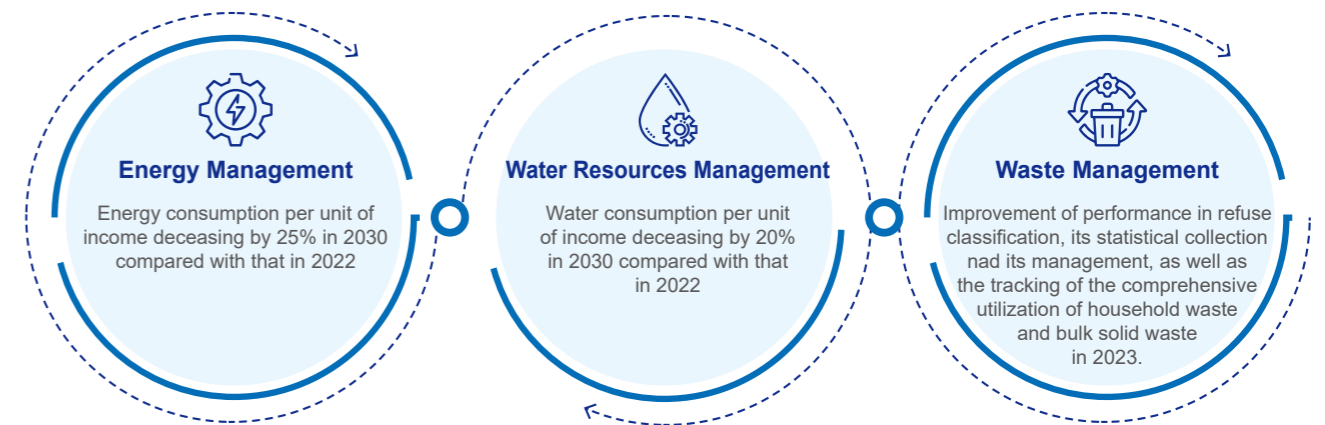 Energy Management
Energy consumption per unit of
income deceasing by 25% in 2030
compared with that in 2022
Water Resources Management
Water consumption per unit
of income deceasing by 20%
in 2030 compared with that
in 2022
Waste Management
Improvement of performance in refuse
classification, its statistical collection
nad its management, as well as
the tracking of the comprehensive
utilization of household waste
and bulk solid waste
in 2023.